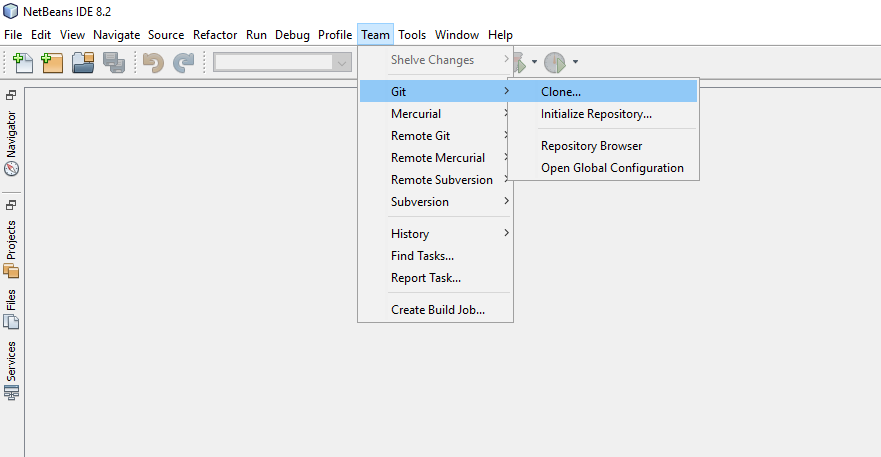 NetBeans IDE 8.2
File Edit View Navigate Source Refactor Run Debug Profile Team Tools Window Help
Shelve Changes
Git
Mercurial
Remote Git
Remote Mercurial
Remote Subversion
Subversion
History
Find Tasks...
Report Task...
Create Build Job...
Clone...
Initialize Repository...
Repository Browser
Open Global Configuration
Navigator
Projects
Files
Services